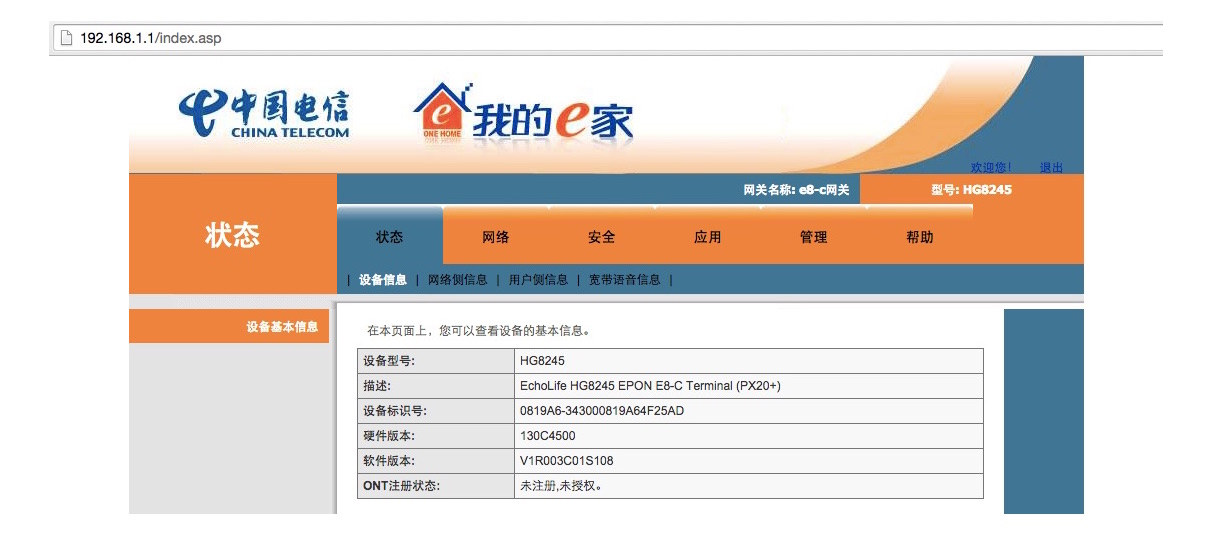 192.168.1.1/index.asp
中国电信 CHINA TELECOM
e ONE HOME 我的e家
欢迎您! 退出
网关名称: e8-c网关 型号: HG8245
状态
状态 网络 安全 应用 管理 帮助
| 设备信息 | 网络侧信息 | 用户侧信息 | 宽带语音信息 |
设备基本信息
在本页面上，您可以查看设备的基本信息。
设备型号: HG8245
描述: EchoLife HG8245 EPON E8-C Terminal (PX20+)
设备标识号: 0819A6-343000819A64F25AD
硬件版本: 130C4500
软件版本: V1R003C01S108
ONT注册状态: 未注册,未授权。